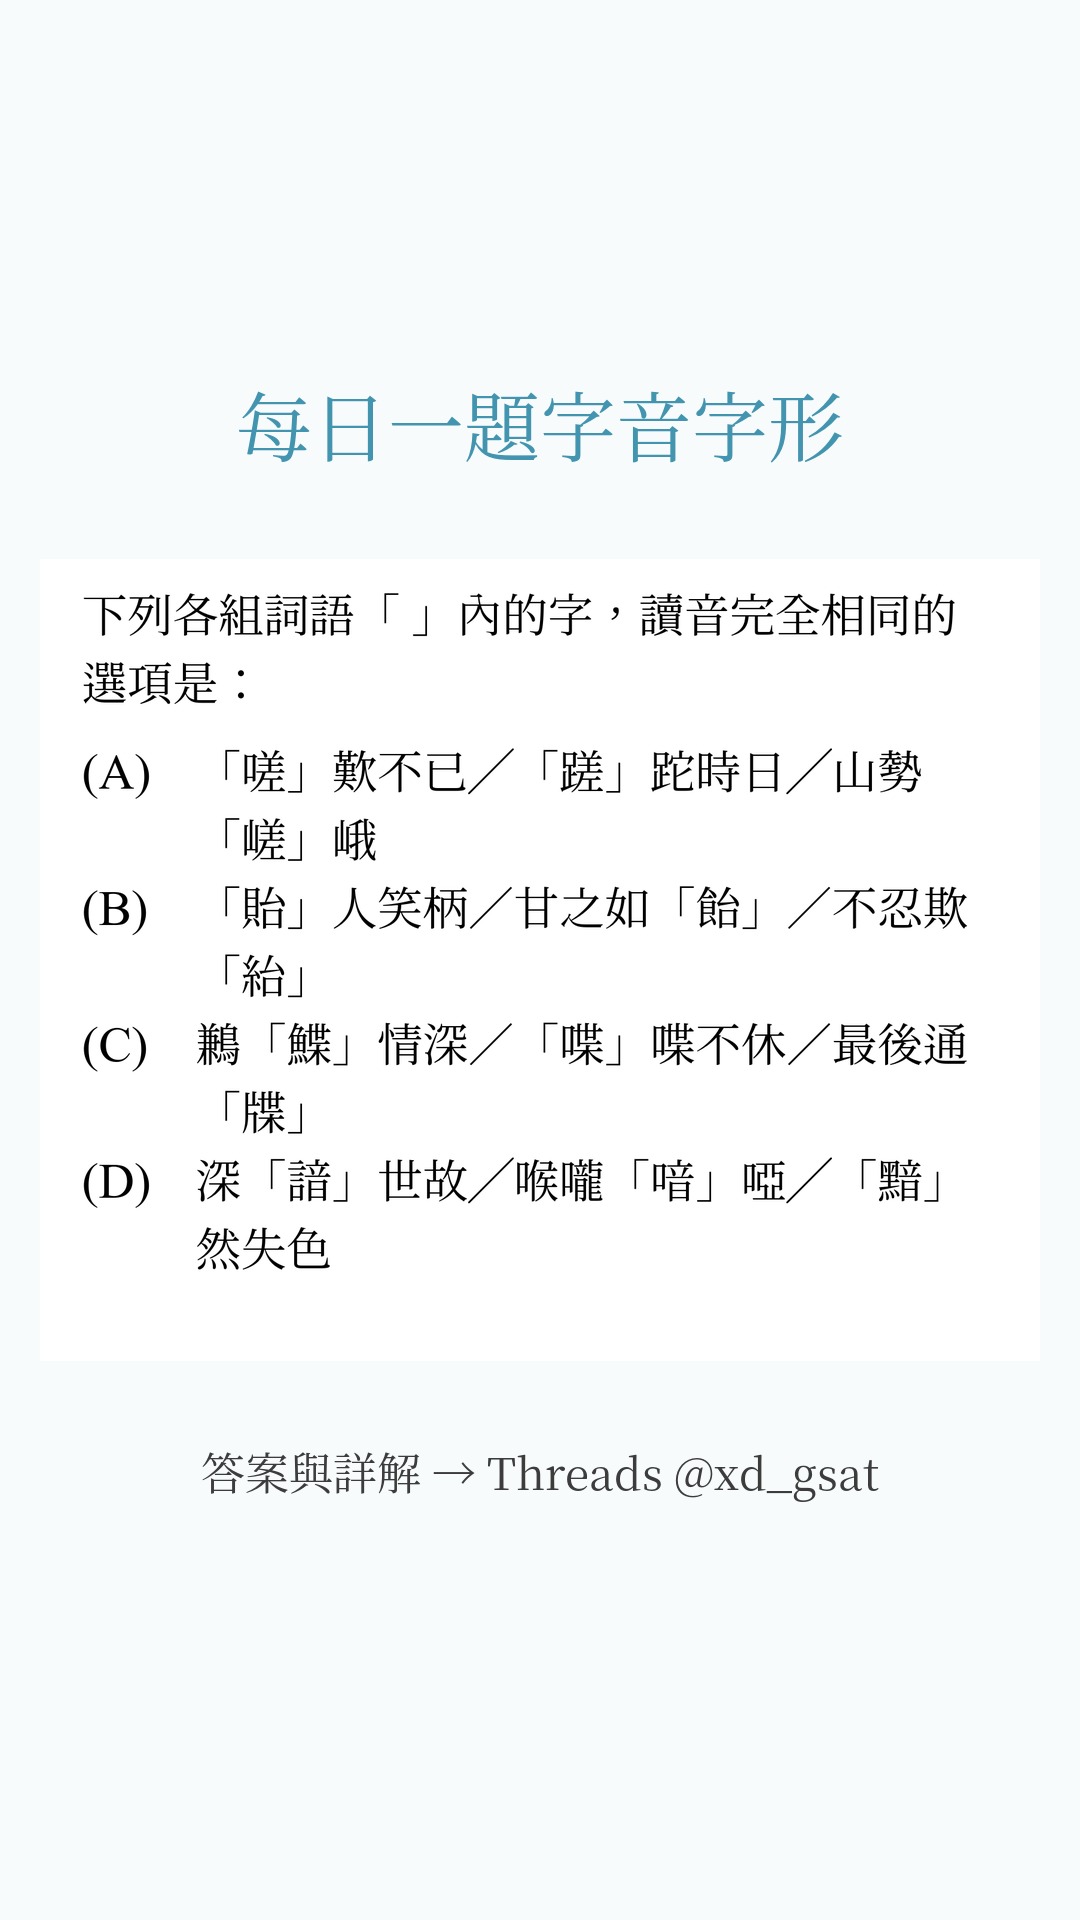 每日一題字音字形
下列各組詞語「 」內的字，讀音完全相同的
選項是：
(A) 「嗟」歎不已／「蹉」跎時日／山勢
「嵯」峨
(B) 「貽」人笑柄／甘之如「飴」／不忍欺
「紿」
(C) 鶼「鰈」情深／「喋」喋不休／最後通
「牒」
(D) 深「諳」世故／喉嚨「喑」啞／「黯」
然失色
答案與詳解 → Threads @xd_gsat